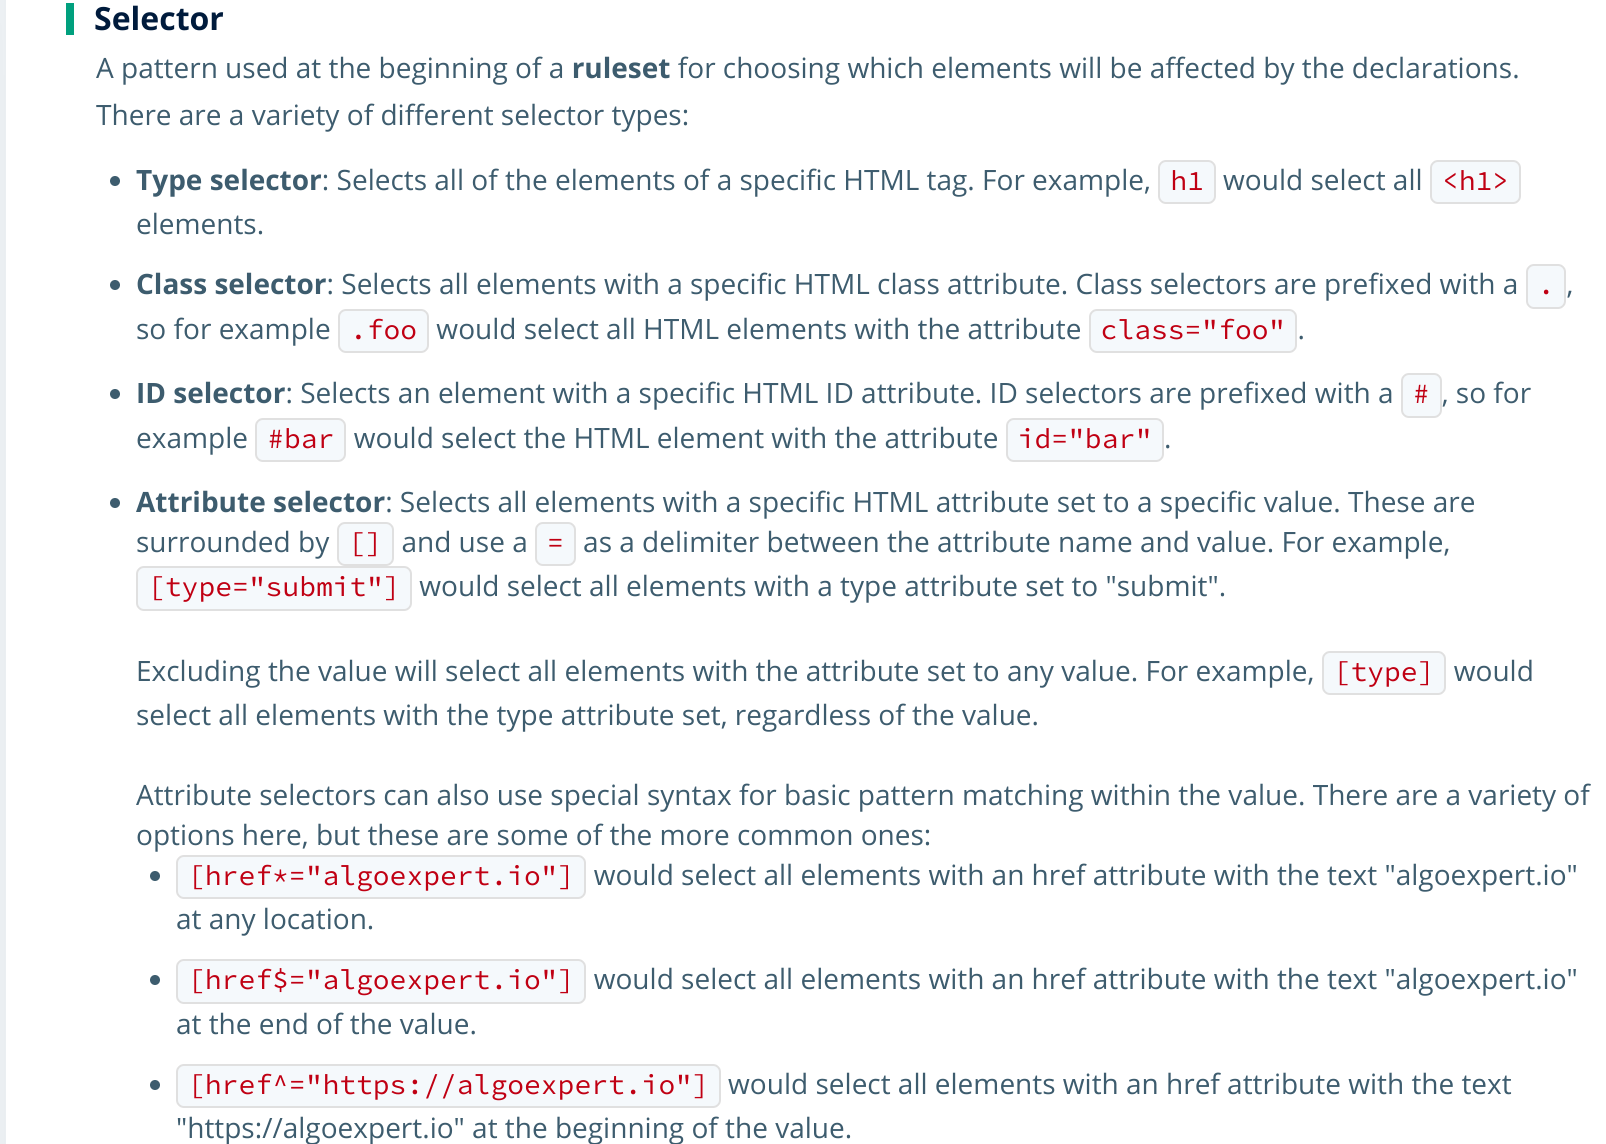 Selector
A pattern used at the beginning of a ruleset for choosing which elements will be affected by the declarations.
There are a variety of different selector types:
• Type selector: Selects all of the elements of a specific HTML tag. For example, h1 would select all <h1>
elements.
• Class selector: Selects all elements with a specific HTML class attribute. Class selectors are prefixed with a .,
so for example .foo would select all HTML elements with the attribute class="foo".
• ID selector: Selects an element with a specific HTML ID attribute. ID selectors are prefixed with a #, so for
example #bar would select the HTML element with the attribute id="bar".
• Attribute selector: Selects all elements with a specific HTML attribute set to a specific value. These are
surrounded by [] and use a = as a delimiter between the attribute name and value. For example,
[type="submit"] would select all elements with a type attribute set to "submit".
Excluding the value will select all elements with the attribute set to any value. For example, [type] would
select all elements with the type attribute set, regardless of the value.
Attribute selectors can also use special syntax for basic pattern matching within the value. There are a variety of
options here, but these are some of the more common ones:
• [href*="algoexpert.io"] would select all elements with an href attribute with the text "algoexpert.io"
at any location.
• [href$="algoexpert.io"] would select all elements with an href attribute with the text "algoexpert.io"
at the end of the value.
• [href^="https://algoexpert.io"] would select all elements with an href attribute with the text
"https://algoexpert.io" at the beginning of the value.